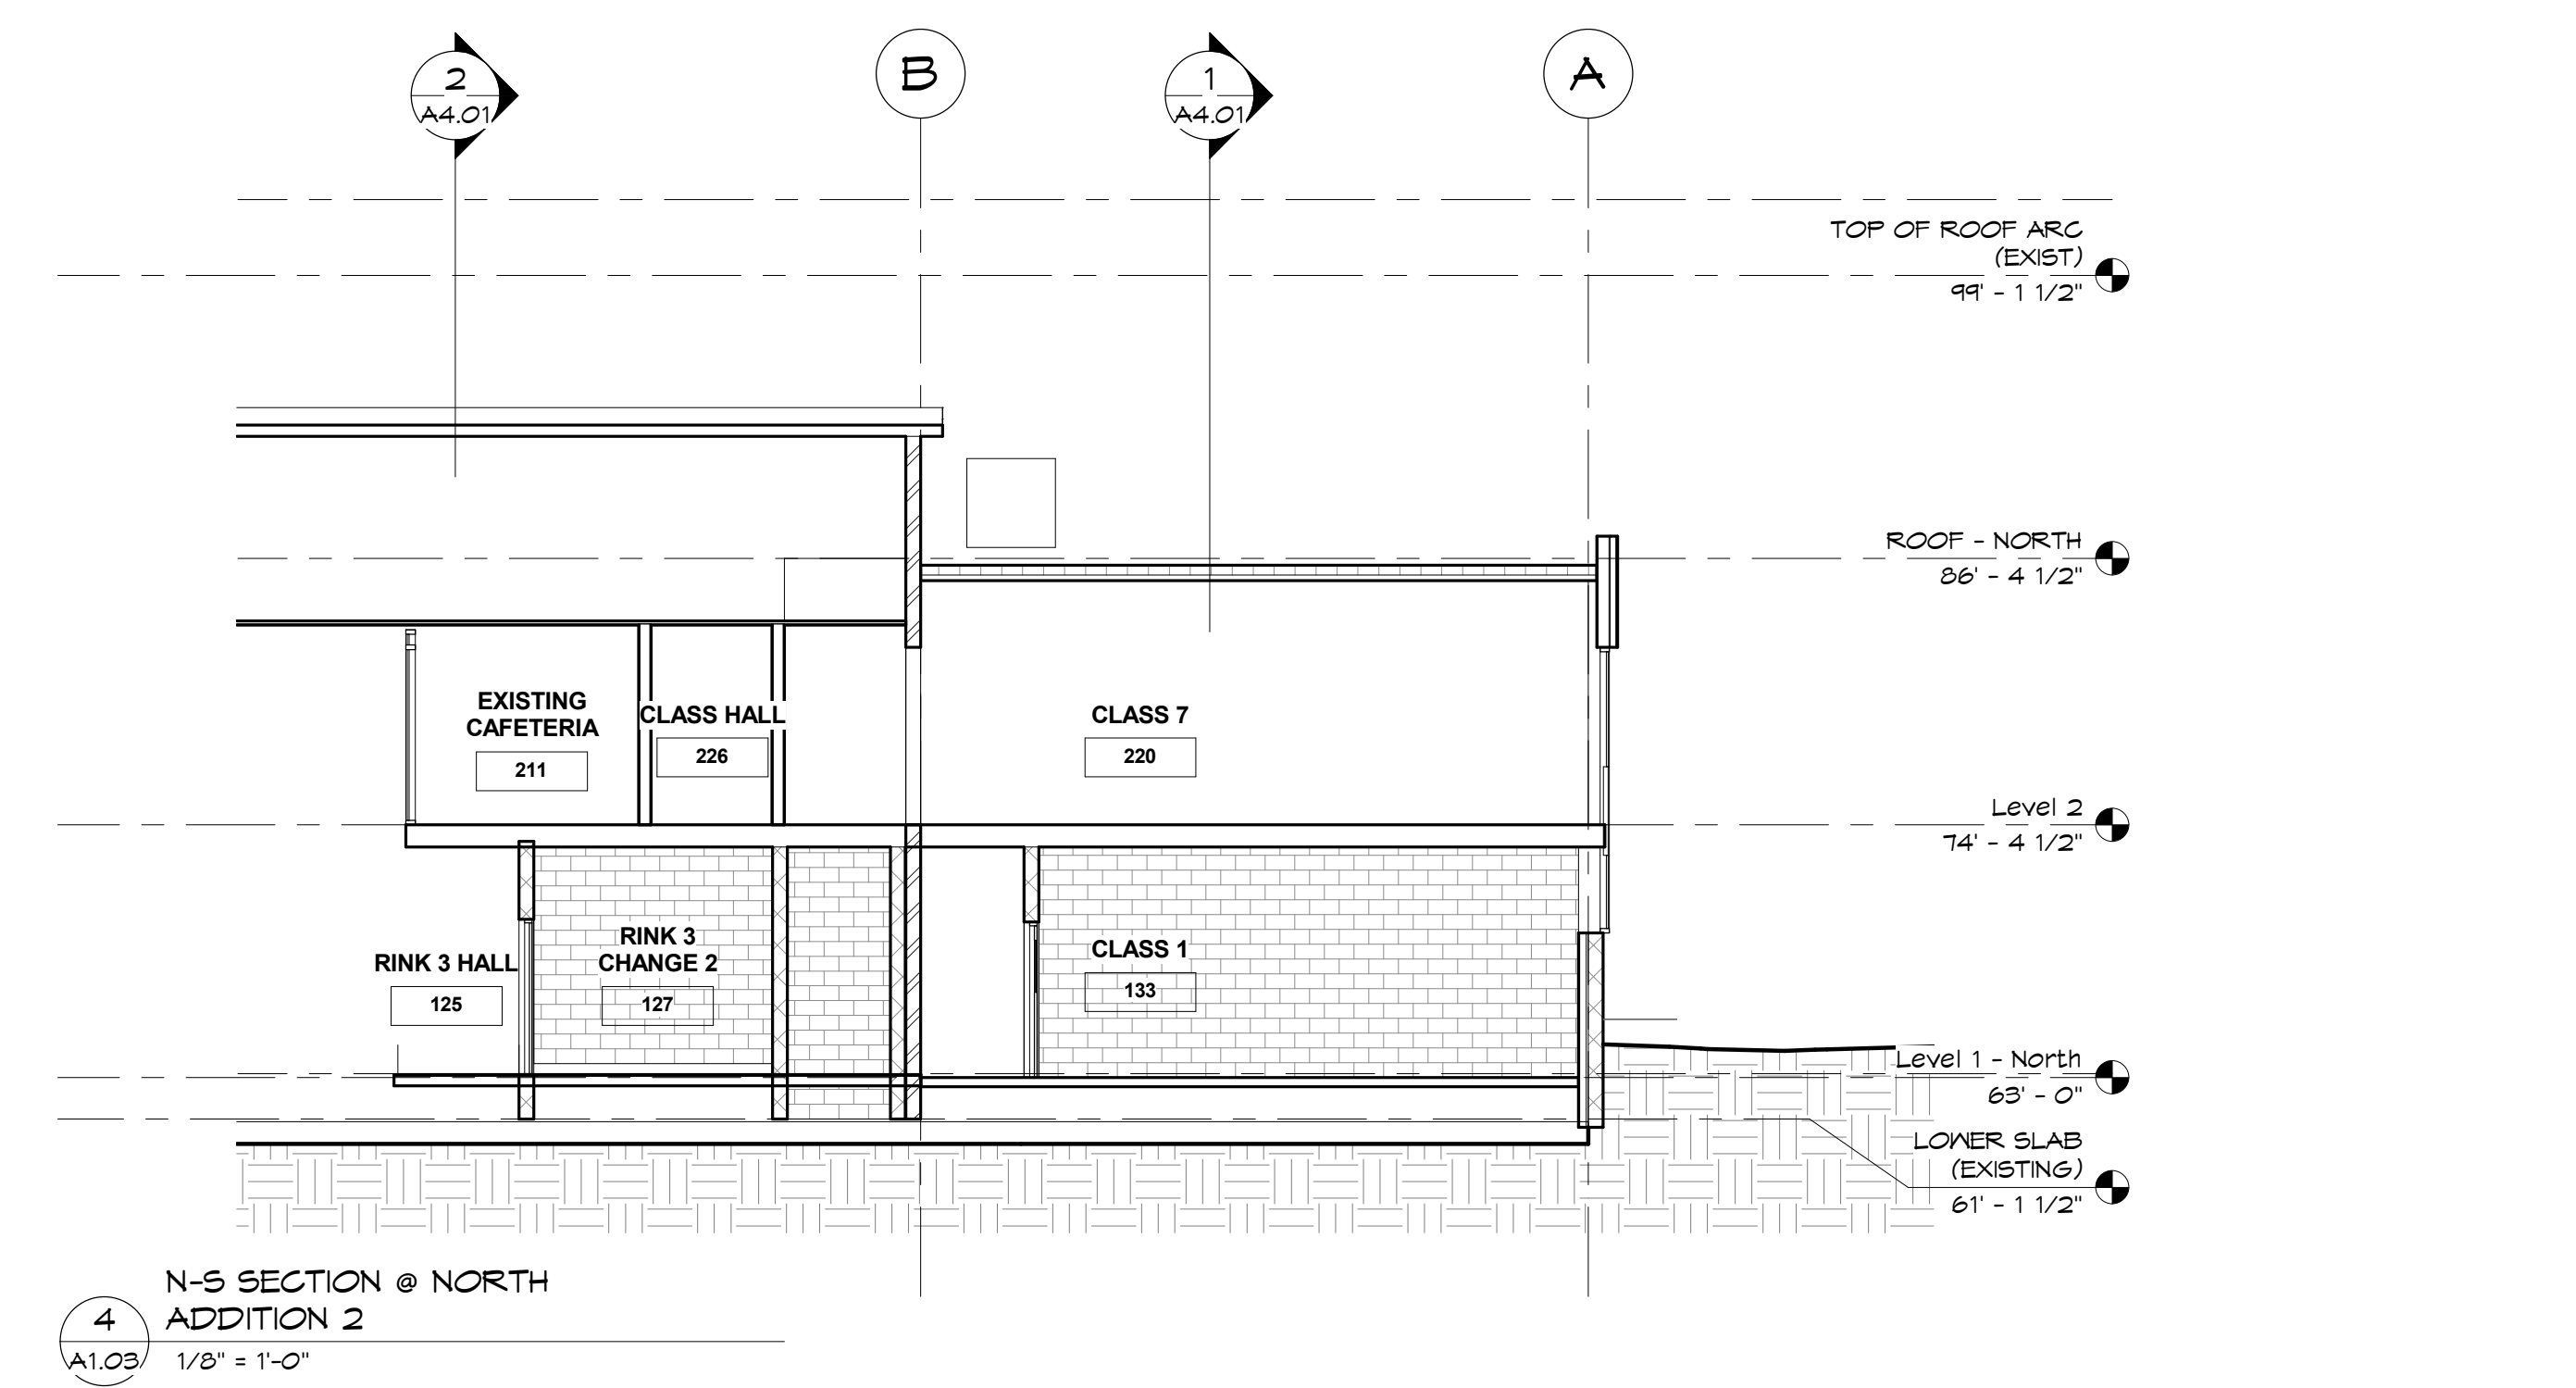 2
A4.01
B
1
A4.01
A
TOP OF ROOF ARC
(EXIST)
99' - 1 1/2"
ROOF - NORTH
86' - 4 1/2"
EXISTING
CAFETERIA
211
CLASS HALL
226
CLASS 7
220
Level 2
74' - 4 1/2"
RINK 3 HALL
125
RINK 3
CHANGE 2
127
CLASS 1
133
Level 1 - North
63' - 0"
LOWER SLAB
(EXISTING)
61' - 1 1/2"
4
A1.03
N-S SECTION @ NORTH
ADDITION 2
1/8" = 1'-0"